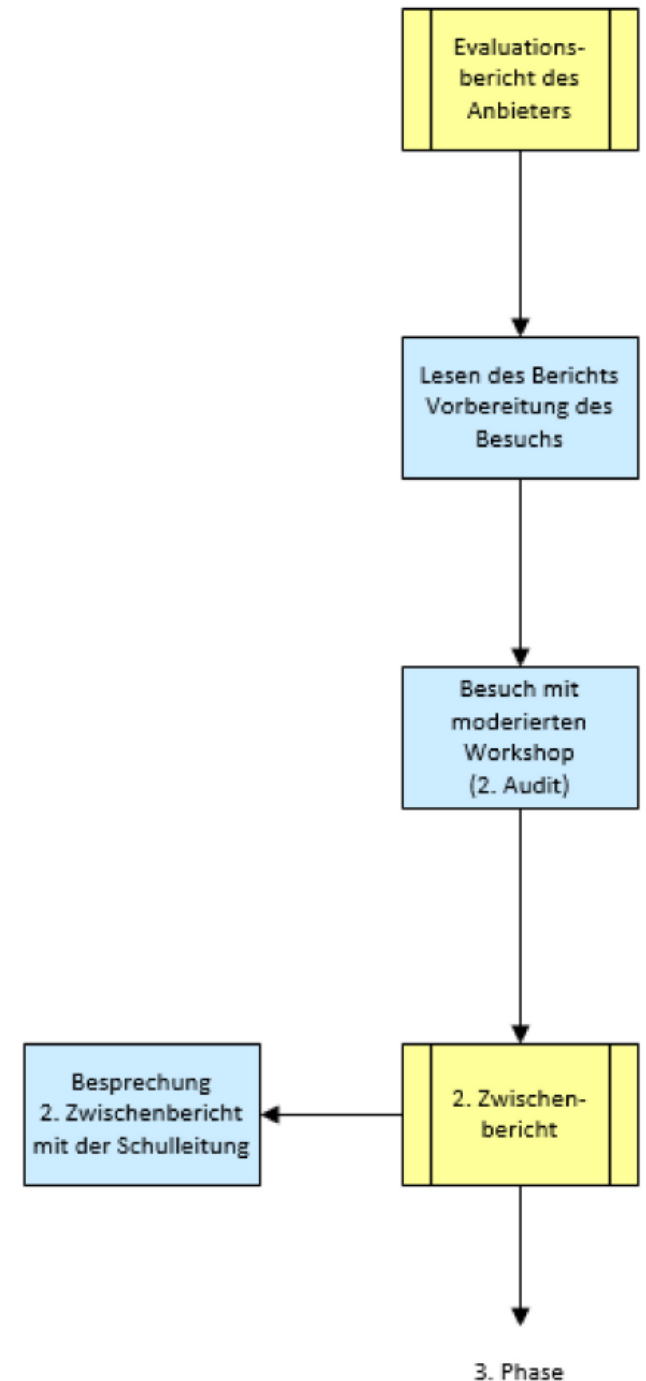 Evaluations-
bericht des
Anbieters
Lesen des Berichts
Vorbereitung des
Besuchs
Besuch mit
moderierten
Workshop
(2. Audit)
Besprechung
2. Zwischenbericht
mit der Schulleitung
2. Zwischen-
bericht
3. Phase